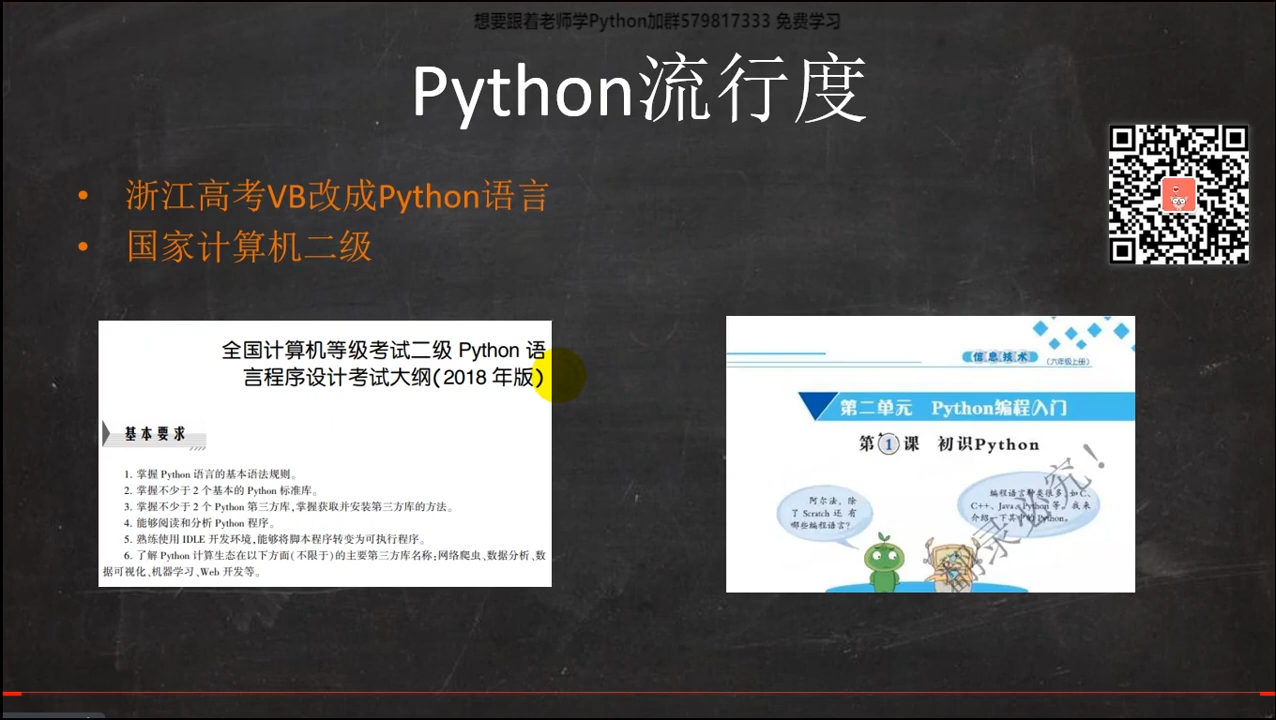 想要跟着老师学Python加群579817333 免费学习
Python流行度
• 浙江高考VB改成Python语言
• 国家计算机二级
全国计算机等级考试二级 Python 语
言程序设计考试大纲(2018 年版)
基本要求
1. 掌握 Python 语言的基本语法规则。
2. 掌握不少于 2 个基本的 Python 标准库。
3. 掌握不少于 2 个 Python 第三方库,掌握获取并安装第三方库的方法。
4. 能够阅读和分析 Python 程序。
5. 熟练使用 IDLE 开发环境,能够将脚本程序转变为可执行程序。
6. 了解 Python 计算生态在以下方面(不限于)的主要第三方库名称:网络爬虫、数据分析、数
据可视化、机器学习、Web 开发等。
信息技术 (六年级上册)
第二单元 Python编程入门
第1课 初识Python
阿尔法,除
了 Scratch 还 有
哪些编程语言?
编程语言种类很多,如 C、
C++、Java、Python 等。我来
介绍一下其中的 Python。
必究!